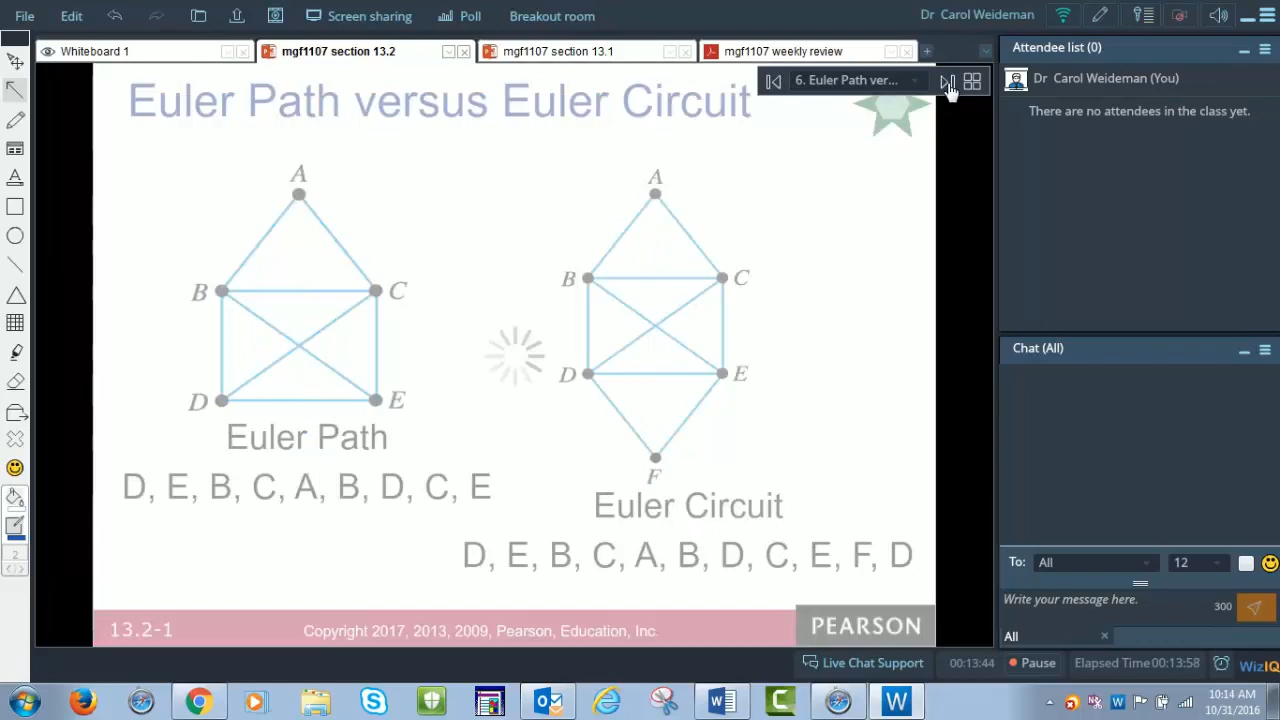 File Edit Screen sharing Poll Breakout room Dr Carol Weideman
Whiteboard 1 mgf1107 section 13.2 mgf1107 section 13.1 mgf1107 weekly review
Attendee list (0)
6. Euler Path ver...
Dr Carol Weideman (You)
There are no attendees in the class yet.
Euler Path versus Euler Circuit
A
B C
D E
A
B C
D E
F
Euler Path
D, E, B, C, A, B, D, C, E
Euler Circuit
D, E, B, C, A, B, D, C, E, F, D
13.2-1 Copyright 2017, 2013, 2009, Pearson, Education, Inc. PEARSON
Chat (All)
To: All 12
Write your message here. 300
All
2
Live Chat Support 00:13:44 Pause Elapsed Time 00:13:58 WizIQ
10:14 AM
10/31/2016